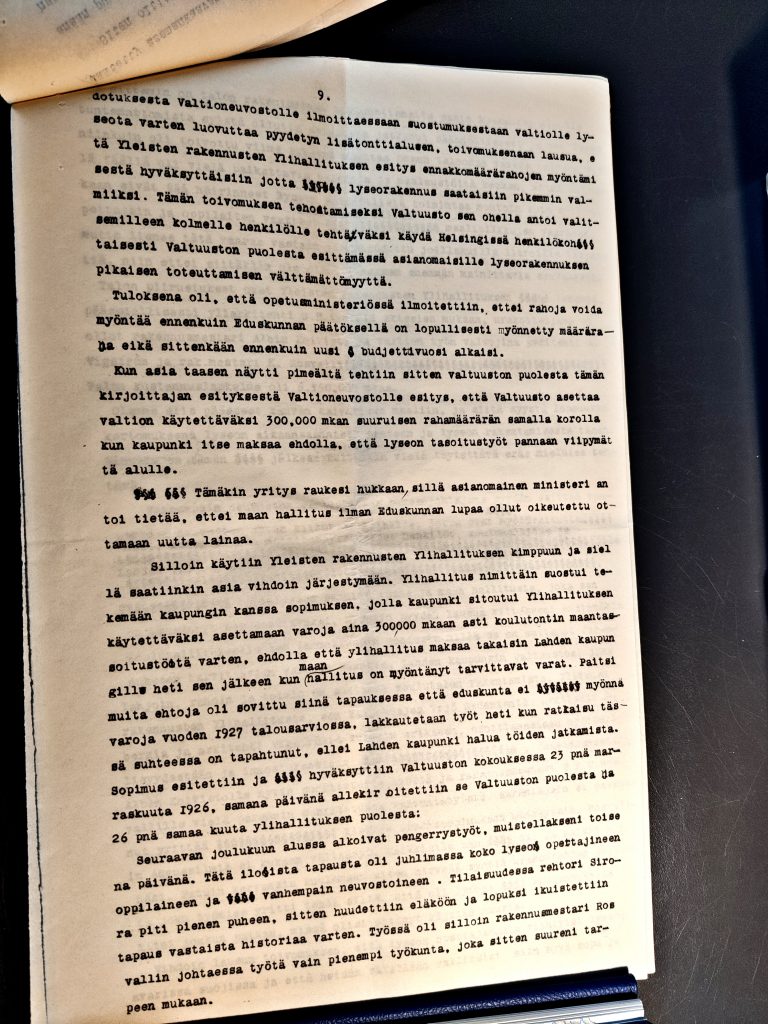 9.
dotuksesta Valtioneuvostolle ilmoittaessaan suostumuksestaan valtiolle ly-
seota varten luovuttaa pyydetyn lisätonttialueen, toivomuksenaan lausua, e
tä Yleisten rakennusten Ylihallituksen esitys ennakkomäärärahojen myöntämi
sestä hyväksyttäisiin jotta lyseorakennus saataisiin pikemmin val-
miiksi. Tämän toivomuksen tehostamiseksi Valtuusto sen ohella antoi valit-
semilleen kolmelle henkilölle tehtäväksi käydä Helsingissä henkilökoh
taisesti Valtuuston puolesta esittämässä asianomaisille lyseorakennuksen
pikaisen toteuttamisen välttämättömyyttä.
Tuloksena oli, että opetusministeriössä ilmoitettiin, ettei rahoja voida
myöntää ennenkuin Eduskunnan päätöksellä on lopullisesti myönnetty määrära-
ha eikä sittenkään ennenkuin uusi budjettivuosi alkaisi.
Kun asia taasen näytti pimeältä tehtiin sitten valtuuston puolesta tämän
kirjoittajan esityksestä Valtioneuvostolle esitys, että Valtuusto asettaa
valtion käytettäväksi 300,000 mkan suuruisen rahamäärärän samalla korolla
kun kaupunki itse maksaa ehdolla, että lyseon tasoitustyöt pannaan viipymät
tä alulle.
Tämäkin yritys raukesi hukkaan, sillä asianomainen ministeri an
toi tietää, ettei maan hallitus ilman Eduskunnan lupaa ollut oikeutettu ot-
tamaan uutta lainaa.
Silloin käytiin Yleisten rakennusten Ylihallituksen kimppuun ja siel
lä saatiinkin asia vihdoin järjestymään. Ylihallitus nimittäin suostui te-
kemään kaupungin kanssa sopimuksen, jolla kaupunki sitoutui Ylihallituksen
käytettäväksi asettamaan varoja aina 300,000 mkaan asti koulutontin maantas-
soitustöötä varten, ehdolla että ylihallitus maksaa takaisin Lahden kaupun
gille heti sen jälkeen kun maan hallitus on myöntänyt tarvittavat varat. Paitsi
muita ehtoja oli sovittu siinä tapauksessa että eduskunta ei myönnä
varoja vuoden 1927 talousarviossa, lakkautetaan työt heti kun ratkaisu täs-
sä suhteessa on tapahtunut, ellei Lahden kaupunki halua töiden jatkamista.
Sopimus esitettiin ja hyväksyttiin Valtuuston kokouksessa 23 pnä mar-
raskuuta 1926, samana päivänä allekir oitettiin se Valtuuston puolesta ja
26 pnä samaa kuuta ylihallituksen puolesta:
Seuraavan joulukuun alussa alkoivat pengerrystyöt, muistellakseni toise
na päivänä. Tätä iloista tapausta oli juhlimassa koko lyseo opettajineen
oppilaineen ja vanhempain neuvostoineen . Tilaisuudessa rehtori Siro-
ra piti pienen puheen, sitten huudettiin eläköön ja lopuksi ikuistettiin
tapaus vastaista historiaa varten. Työssä oli silloin rakennusmestari Ros
vallin johtaessa työtä vain pienempi työkunta, joka sitten suureni tar-
peen mukaan.